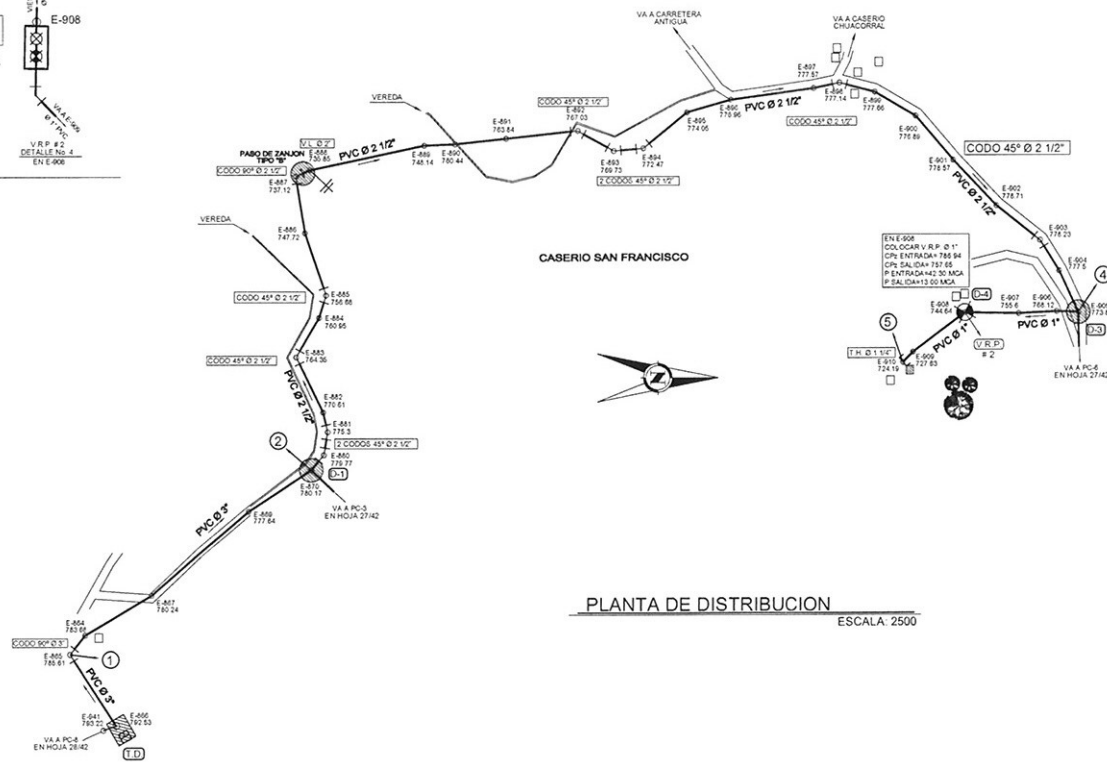 E-908
VA A E-909
Ø 1" PVC
V.R.P. #2
DETALLE No. 4
EN E-908
VA A CARRETERA
ANTIGUA
VA A CASERIO
CHIJACORRAL
VEREDA
PASO DE ZANJON
TIPO "B"
V.L. Ø 2"
E-888
CODO 90° Ø 2 1/2"
E-887
737.12
PVC Ø 2 1/2"
E-889
748.14
E-890
760.44
E-891
763.84
CODO 45° Ø 2 1/2"
E-892
767.03
E-893
769.73
E-894
772.47
2 CODOS 45° Ø 2 1/2"
E-895
774.06
E-896
776.96
PVC Ø 2 1/2"
E-897
777.57
E-898
777.14
CODO 45° Ø 2 1/2"
E-899
777.66
E-900
776.89
CODO 45° Ø 2 1/2"
E-901
778.57
PVC Ø 2 1/2"
E-902
778.71
E-903
778.23
E-904
777.5
4
E-905
D-3
VA A PC-6
EN HOJA 27/42
E-906
768.12
PVC Ø 1"
E-907
755.6
EN E-908
COLOCAR V.R.P. Ø 1"
CPz ENTRADA= 786.94
CPz SALIDA= 757.65
P ENTRADA=42.30 MCA
P SALIDA=13.00 MCA
D-4
E-908
744.64
V.R.P.
# 2
PVC Ø 1"
5
T.H. Ø 1 1/4"
E-909
727.63
E-910
724.19
CASERIO SAN FRANCISCO
VEREDA
E-886
747.72
CODO 45° Ø 2 1/2"
E-885
756.68
E-884
760.95
CODO 45° Ø 2 1/2"
E-883
764.36
PVC Ø 2 1/2"
E-882
770.61
E-881
775.3
2 CODOS 45° Ø 2 1/2"
E-880
779.77
2
D-1
E-870
780.17
VA A PC-3
EN HOJA 27/42
PVC Ø 3"
E-869
777.64
Z
E-867
780.24
E-864
783.66
CODO 90° Ø 3"
E-865
785.61
1
PVC Ø 3"
E-941
793.22
E-866
792.53
VA A PC-8
EN HOJA 28/42
T.D
PLANTA DE DISTRIBUCION
ESCALA: 2500